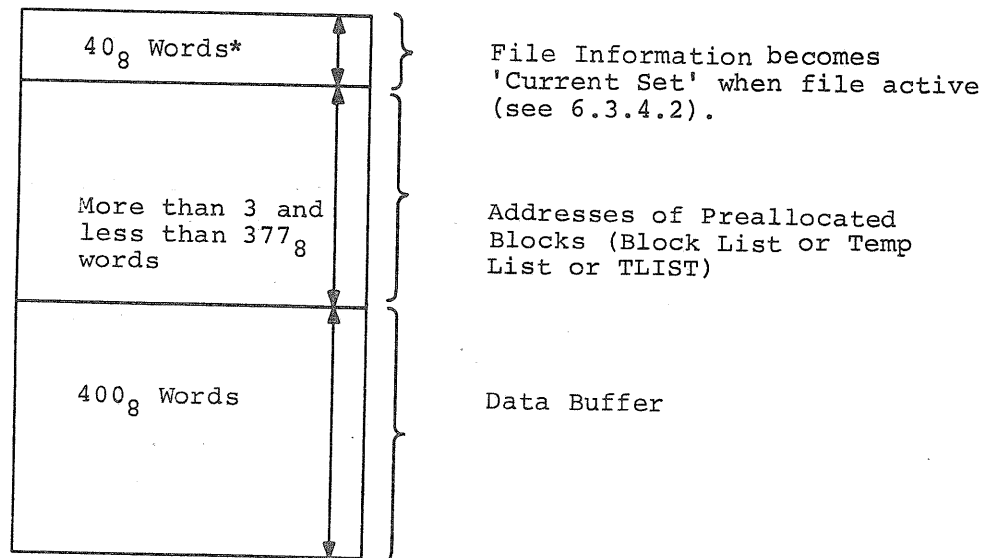 40₈ Words*
File Information becomes
'Current Set' when file active
(see 6.3.4.2).
More than 3 and
less than 377₈
words
Addresses of Preallocated
Blocks (Block List or Temp
List or TLIST)
400₈ Words
Data Buffer